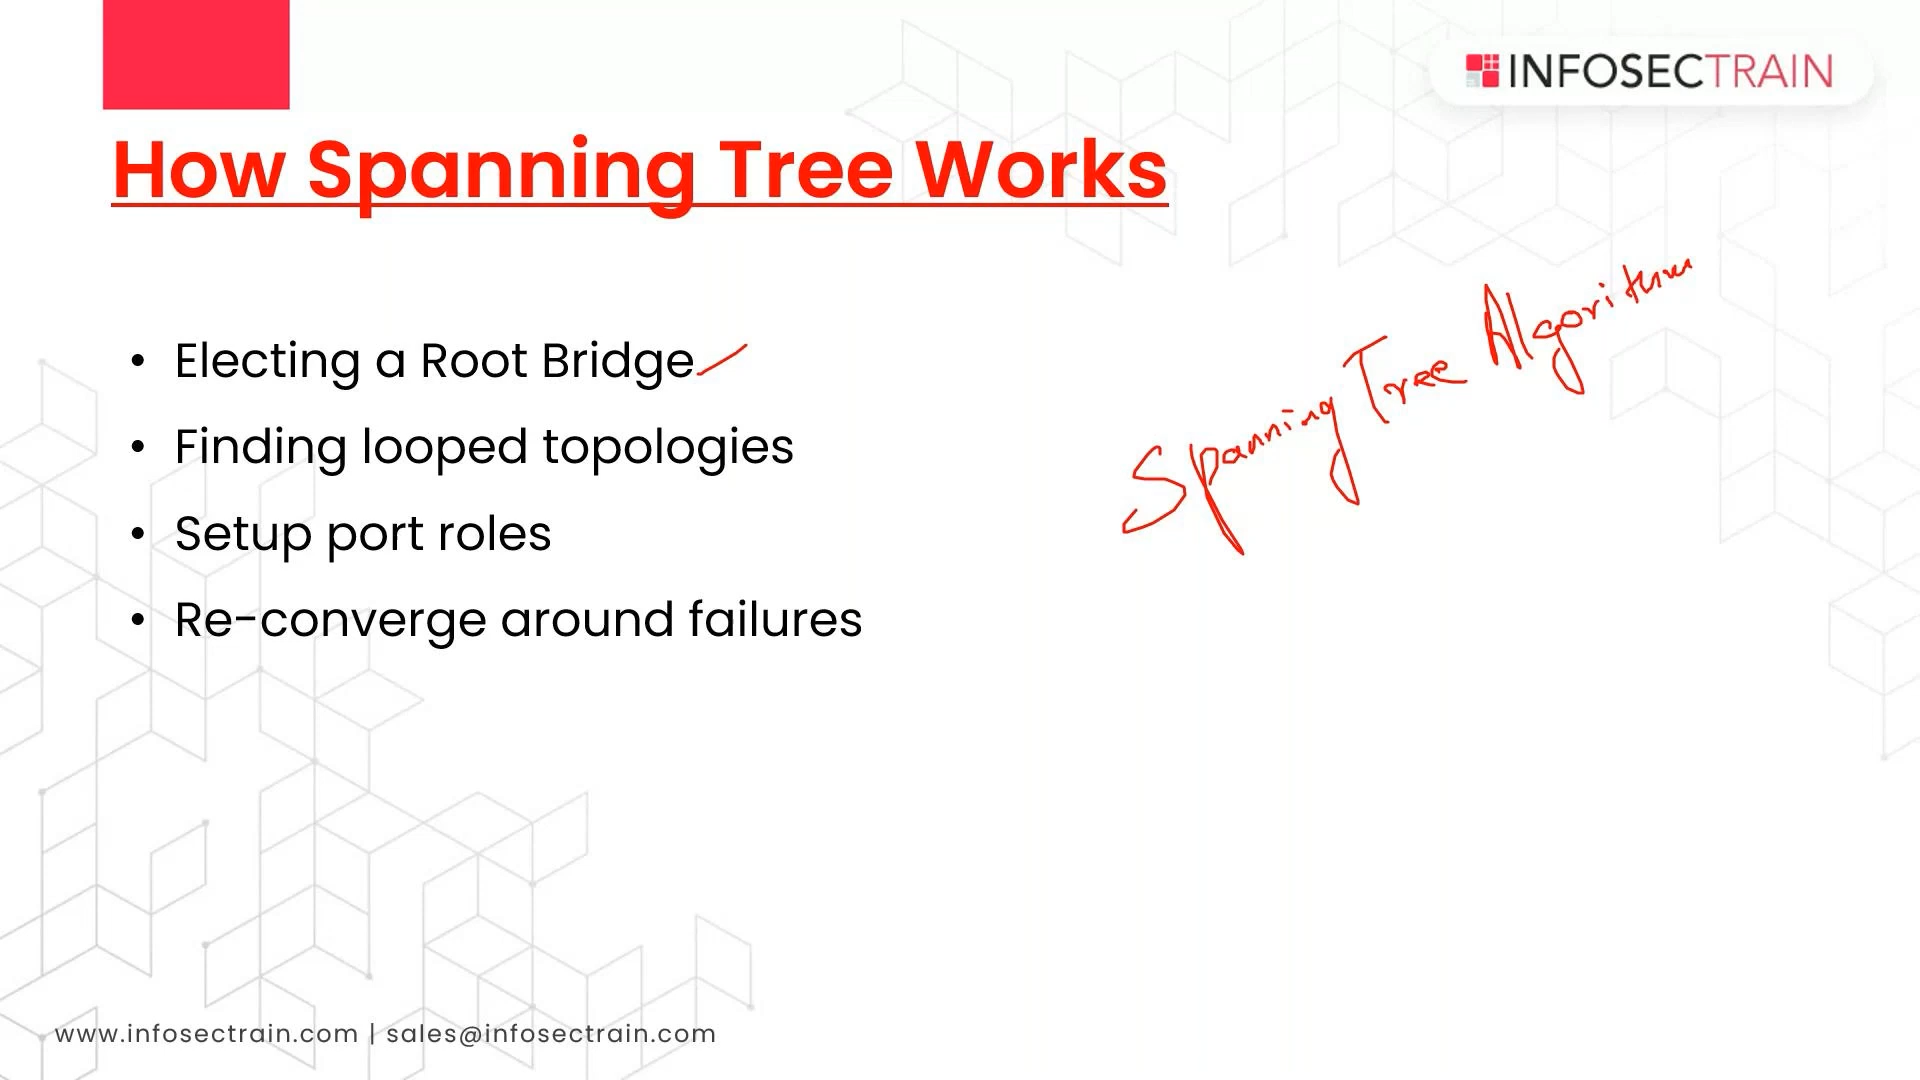 INFOSECTRAIN
How Spanning Tree Works
• Electing a Root Bridge
• Finding looped topologies
• Setup port roles
• Re-converge around failures
Spanning Tree Algorithm
www.infosectrain.com | sales@infosectrain.com